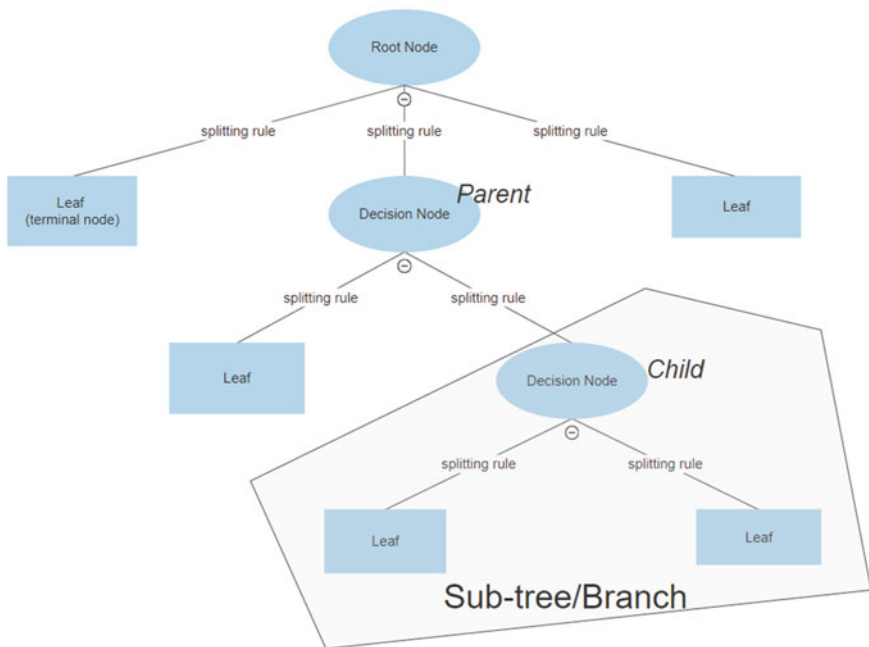 Root Node
splitting rule
splitting rule
splitting rule
Leaf
(terminal node)
Parent
Decision Node
Leaf
splitting rule
splitting rule
Leaf
Decision Node
Child
splitting rule
splitting rule
Leaf
Leaf
Sub-tree/Branch